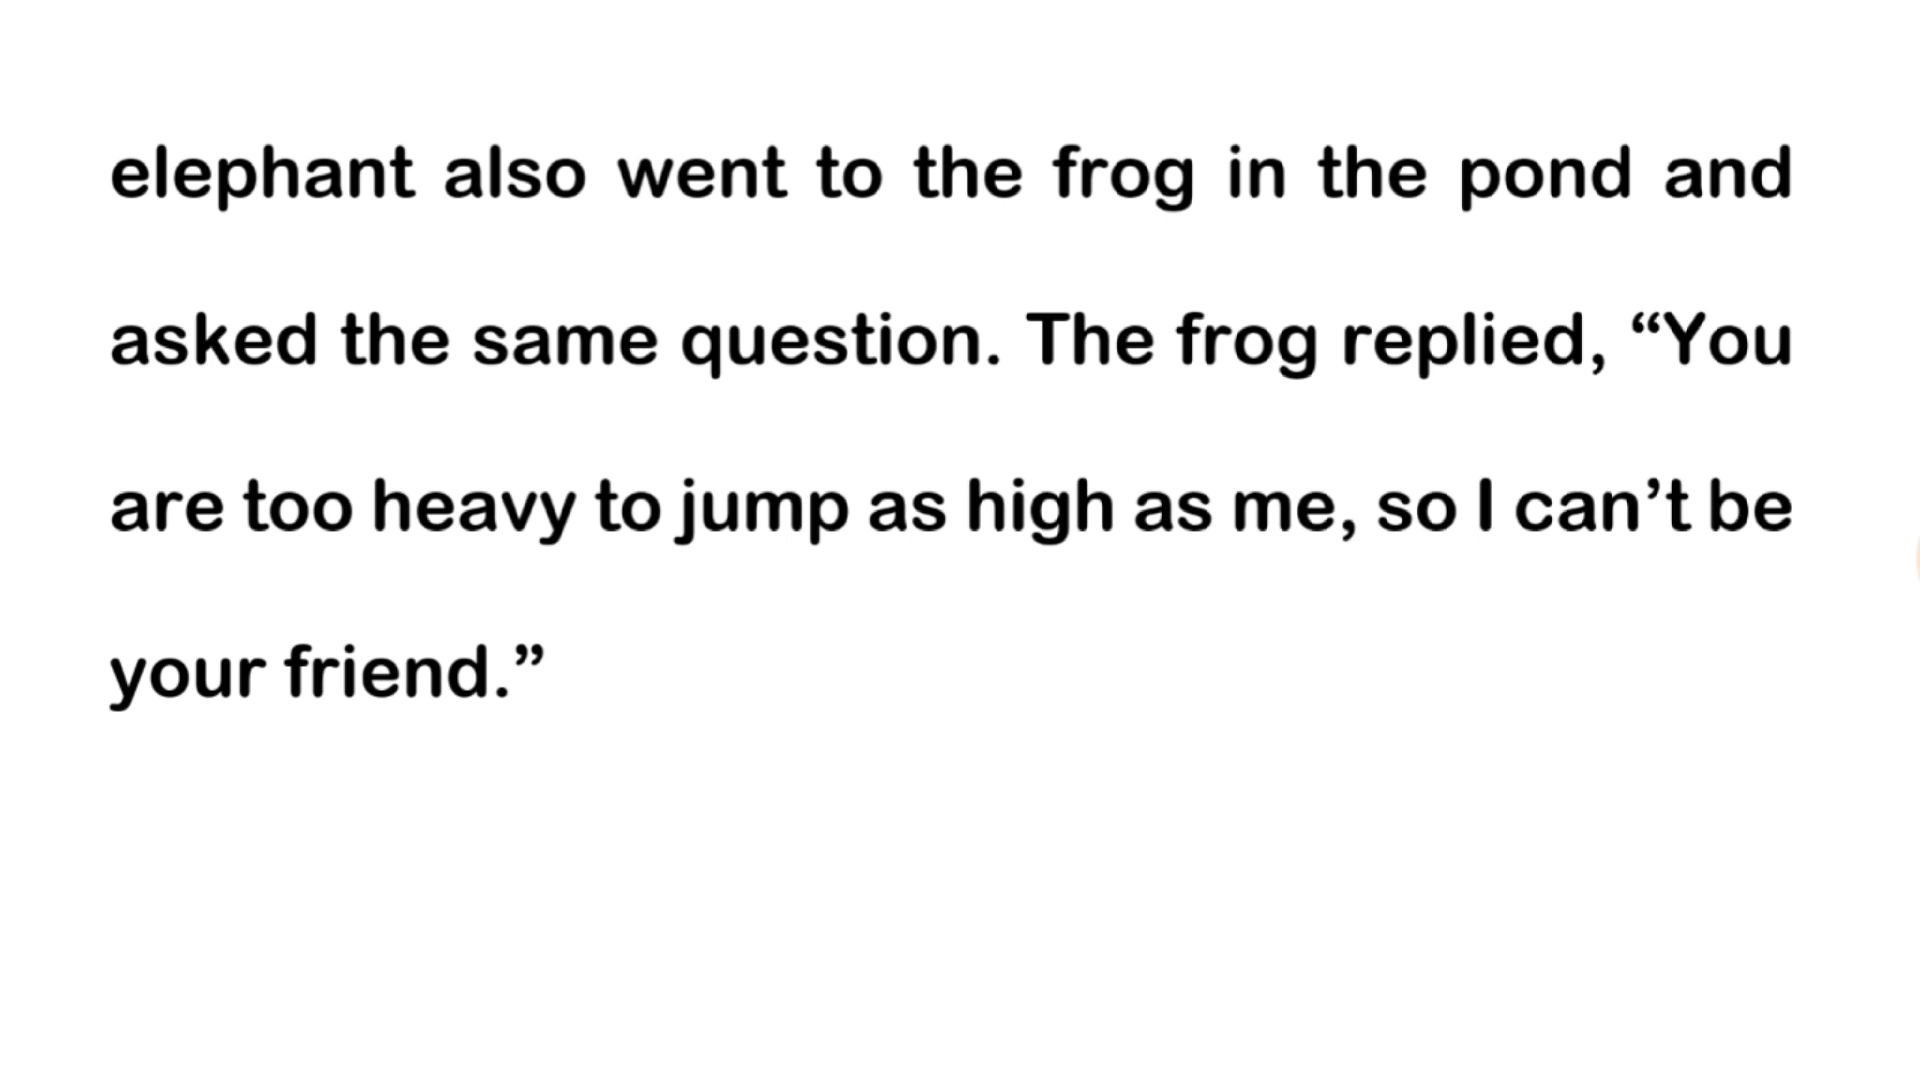 elephant also went to the frog in the pond and
asked the same question. The frog replied, “You
are too heavy to jump as high as me, so I can’t be
your friend.”